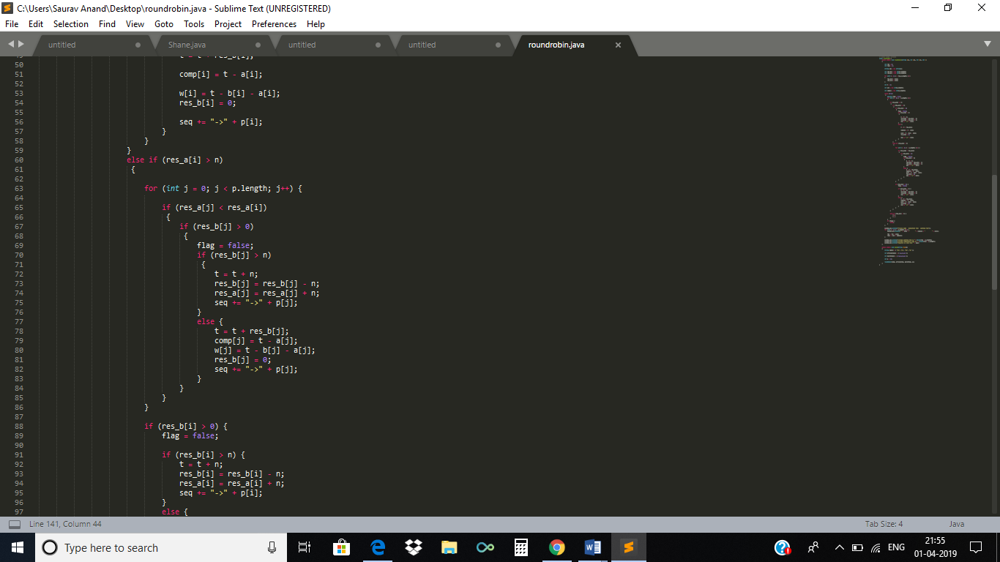 C:\Users\Saurav Anand\Desktop\roundrobin.java - Sublime Text (UNREGISTERED)
File Edit Selection Find View Goto Tools Project Preferences Help
untitled Shane.java untitled untitled roundrobin.java
50
51 comp[i] = t - a[i];
52
53 w[i] = t - b[i] - a[i];
54 res_b[i] = 0;
55
56 seq += "->" + p[i];
57 }
58 }
59 }
60 else if (res_a[i] > n)
61 {
62
63 for (int j = 0; j < p.length; j++) {
64
65 if (res_a[j] < res_a[i])
66 {
67 if (res_b[j] > 0)
68 {
69 flag = false;
70 if (res_b[j] > n)
71 {
72 t = t + n;
73 res_b[j] = res_b[j] - n;
74 res_a[j] = res_a[j] + n;
75 seq += "->" + p[j];
76 }
77 else {
78 t = t + res_b[j];
79 comp[j] = t - a[j];
80 w[j] = t - b[j] - a[j];
81 res_b[j] = 0;
82 seq += "->" + p[j];
83 }
84 }
85 }
86 }
87
88 if (res_b[i] > 0) {
89 flag = false;
90
91 if (res_b[i] > n) {
92 t = t + n;
93 res_b[i] = res_b[i] - n;
94 res_a[i] = res_a[i] + n;
95 seq += "->" + p[i];
96 }
97 else {
Line 141, Column 44 Tab Size: 4 Java
Type here to search
ENG
21:55
01-04-2019